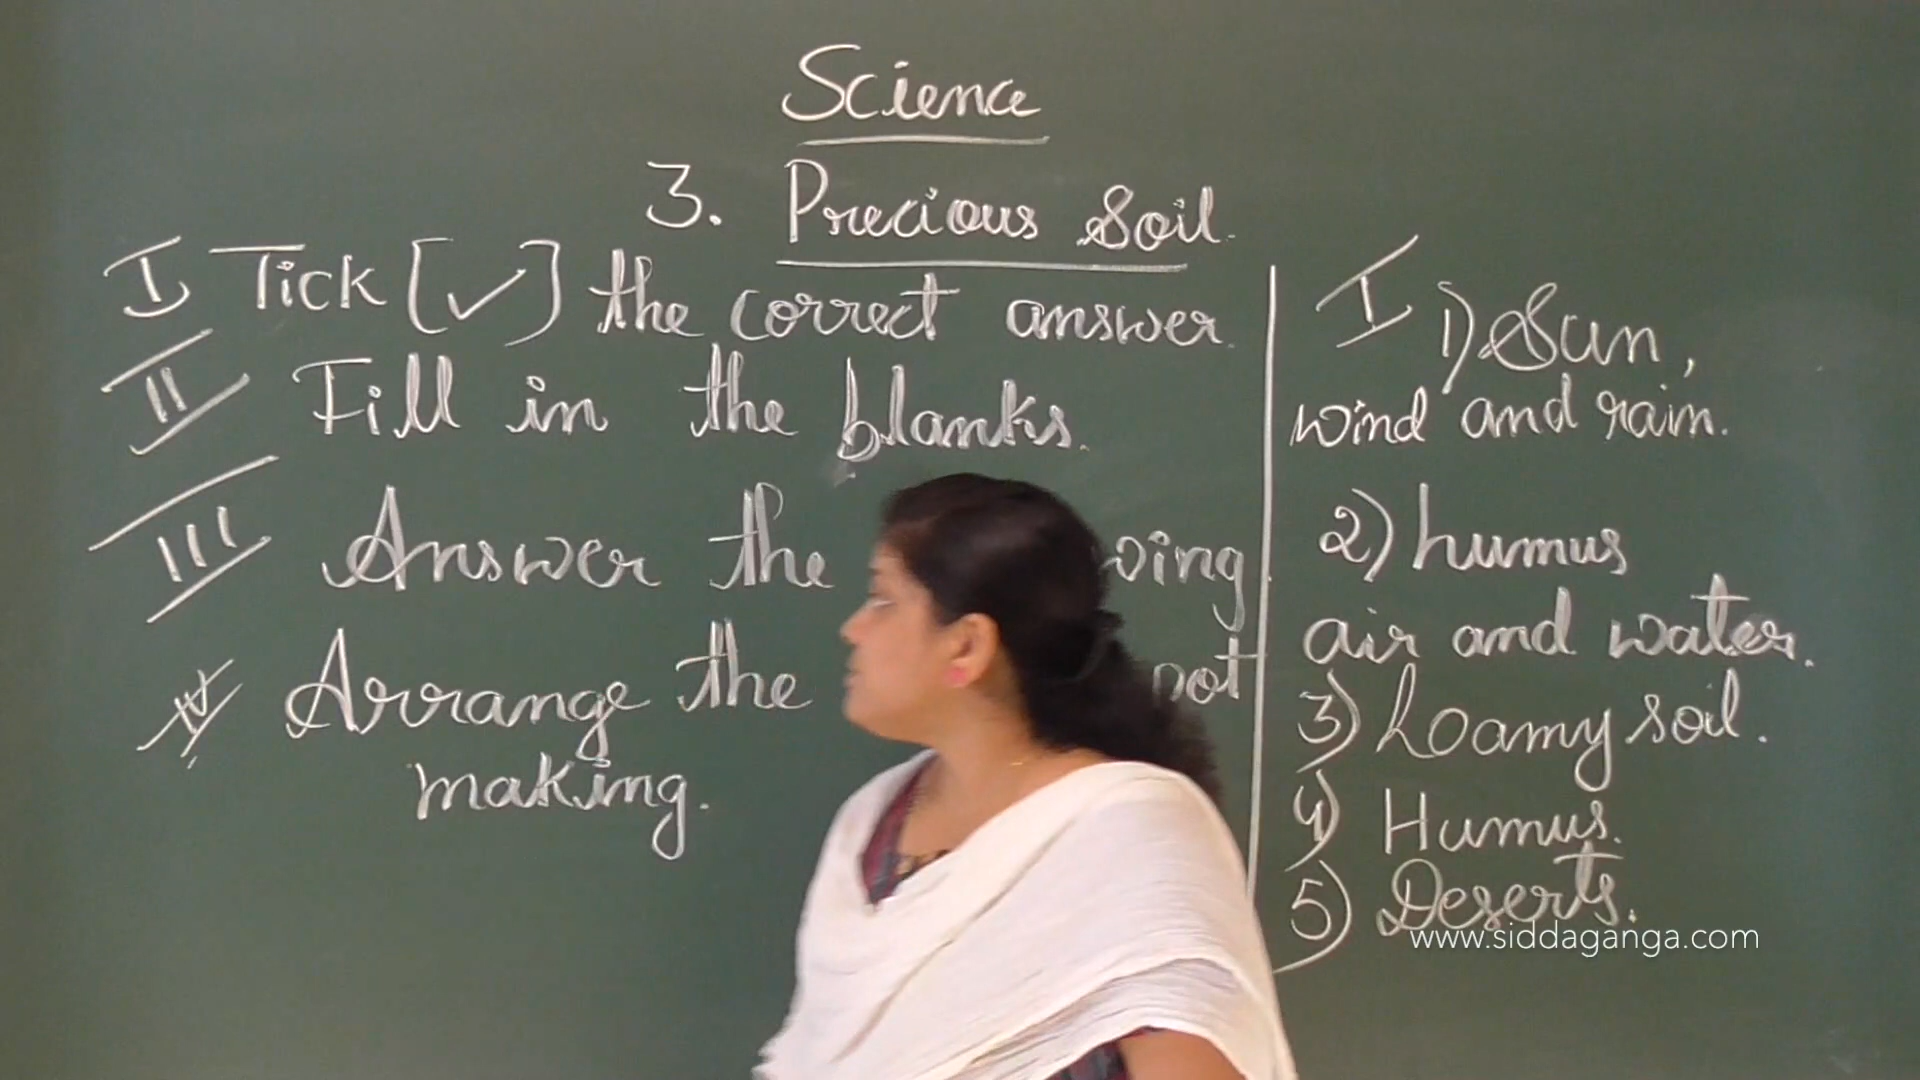 Science
3. Precious Soil.
I Tick [✓] the correct answer.
II Fill in the blanks.
III Answer the
IV Arrange the pot
making.
I 1) Sun,
wind and rain.
2) humus
air and water.
3) Loamy soil.
4) Humus.
5) Deserts.
www.siddaganga.com